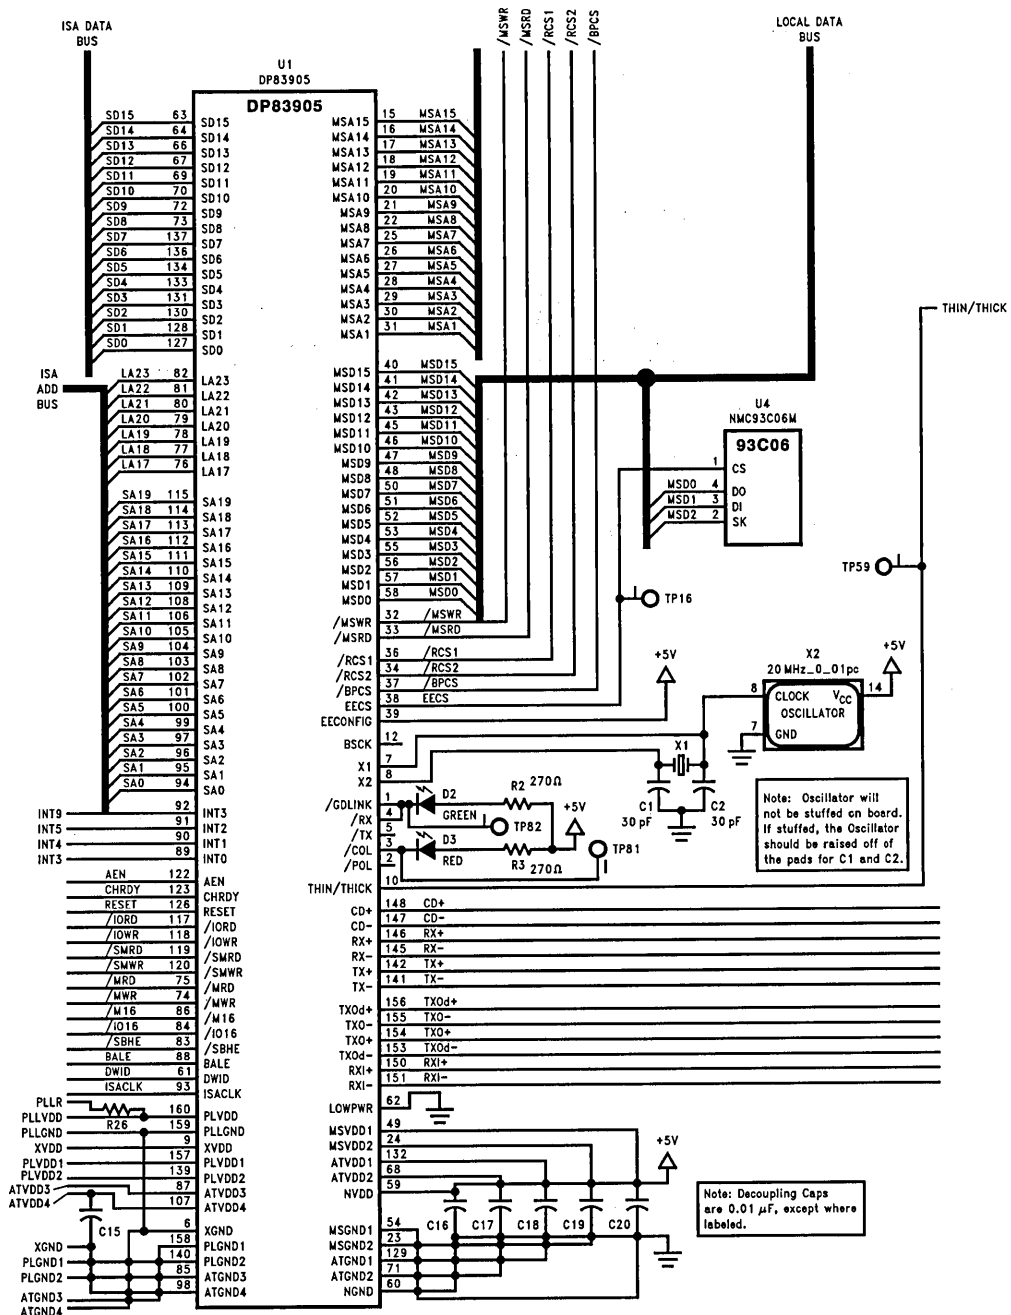 ISA DATA
BUS
/MSWR
/MSRD
/RCS1
/RCS2
/BPCS
LOCAL DATA
BUS
U1
DP83905
DP83905
SD15 63 SD15
SD14 64 SD14
SD13 66 SD13
SD12 67 SD12
SD11 69 SD11
SD10 70 SD10
SD9 72 SD9
SD8 73 SD8
SD7 137 SD7
SD6 136 SD6
SD5 134 SD5
SD4 133 SD4
SD3 131 SD3
SD2 130 SD2
SD1 128 SD1
SD0 127 SD0
ISA
ADD
BUS
LA23 82 LA23
LA22 81 LA22
LA21 80 LA21
LA20 79 LA20
LA19 78 LA19
LA18 77 LA18
LA17 76 LA17
SA19 115 SA19
SA18 114 SA18
SA17 113 SA17
SA16 112 SA16
SA15 111 SA15
SA14 110 SA14
SA13 109 SA13
SA12 108 SA12
SA11 106 SA11
SA10 105 SA10
SA9 104 SA9
SA8 103 SA8
SA7 102 SA7
SA6 101 SA6
SA5 100 SA5
SA4 99 SA4
SA3 97 SA3
SA2 96 SA2
SA1 95 SA1
SA0 94 SA0
INT9 92 INT3
INT5 91 INT2
INT4 90 INT1
INT3 89 INT0
AEN 122 AEN
CHRDY 123 CHRDY
RESET 126 RESET
/IORD 117 /IORD
/IOWR 118 /IOWR
/SMRD 119 /SMRD
/SMWR 120 /SMWR
/MRD 75 /MRD
/MWR 74 /MWR
/M16 86 /M16
/IO16 84 /IO16
/SBHE 83 /SBHE
BALE 88 BALE
DWID 61 DWID
ISACLK 93 ISACLK
PLLR
R26
PLLVDD 160 PLVDD
PLLGND 159 PLLGND
XVDD 9 XVDD
PLVDD1 157 PLVDD1
PLVDD2 139 PLVDD2
ATVDD3 87 ATVDD3
ATVDD4 107 ATVDD4
C15
6 XGND
XGND 158 PLGND1
PLGND1 140 PLGND2
PLGND2 85 ATGND3
98 ATGND4
ATGND3
ATGND4
MSA15 15 MSA15
MSA14 16 MSA14
MSA13 17 MSA13
MSA12 18 MSA12
MSA11 19 MSA11
MSA10 20 MSA10
MSA9 21 MSA9
MSA8 22 MSA8
MSA7 25 MSA7
MSA6 26 MSA6
MSA5 27 MSA5
MSA4 28 MSA4
MSA3 29 MSA3
MSA2 30 MSA2
MSA1 31 MSA1
MSD15 40 MSD15
MSD14 41 MSD14
MSD13 42 MSD13
MSD12 43 MSD12
MSD11 45 MSD11
MSD10 46 MSD10
MSD9 47 MSD9
MSD8 48 MSD8
MSD7 50 MSD7
MSD6 51 MSD6
MSD5 52 MSD5
MSD4 53 MSD4
MSD3 55 MSD3
MSD2 56 MSD2
MSD1 57 MSD1
MSD0 58 MSD0
/MSWR 32 /MSWR
/MSRD 33 /MSRD
/RCS1 36 /RCS1
/RCS2 34 /RCS2
/BPCS 37 /BPCS
EECS 38 EECS
EECONFIG 39
BSCK 12
X1 7
X2 8
/GDLINK 1
/RX 4
/TX 5
/COL 3
/POL 2
THIN/THICK 10
CD+ 148 CD+
CD- 147 CD-
RX+ 146 RX+
RX- 145 RX-
TX+ 142 TX+
TX- 141 TX-
TXOd+ 156 TXOd+
TXO- 155 TXO-
TXO+ 154 TXO+
TXOd- 153 TXOd-
RXI+ 150 RXI+
RXI- 151 RXI-
LOWPWR 62
MSVDD1 49
MSVDD2 24
ATVDD1 132
ATVDD2 68
NVDD 59
MSGND1 54
MSGND2 23
ATGND1 129
ATGND2 71
NGND 60
C16
C17
C18
C19
C20
+5V
D2
GREEN
R2 270Ω
TP82
D3
RED
R3 270Ω
+5V
TP81
THIN/THICK
U4
NMC93C06M
93C06
1 CS
MSD0 4 DO
MSD1 3 DI
MSD2 2 SK
TP59
TP16
+5V
X2
20 MHz_0_01pc
+5V
8 CLOCK VCC 14
OSCILLATOR
7 GND
X1
C1
30 pF
C2
30 pF
Note: Oscillator will
not be stuffed on board.
If stuffed, the Oscillator
should be raised off of
the pads for C1 and C2.
Note: Decoupling Caps
are 0.01 μF, except where
labeled.